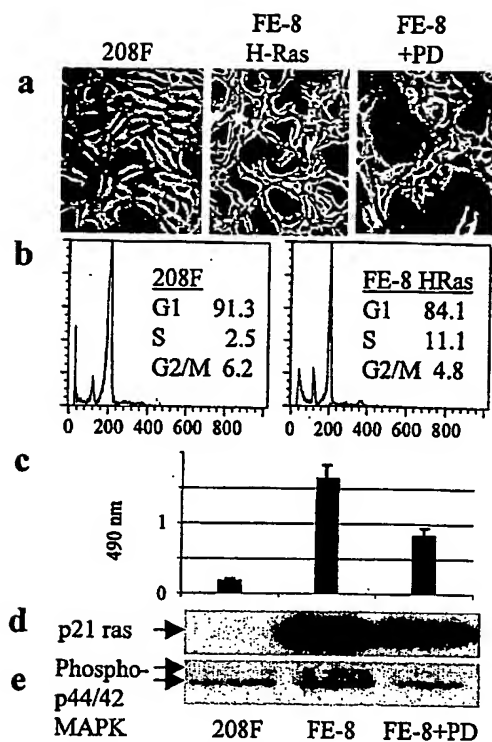 208F
FE-8
H-Ras
FE-8
+PD
a
b
208F
G1 91.3
S 2.5
G2/M 6.2
FE-8 HRas
G1 84.1
S 11.1
G2/M 4.8
0 200 400 600 800
0 200 400 600 800
c
490 nm
1
0
d
p21 ras
e
Phospho-
p44/42
MAPK
208F FE-8 FE-8+PD